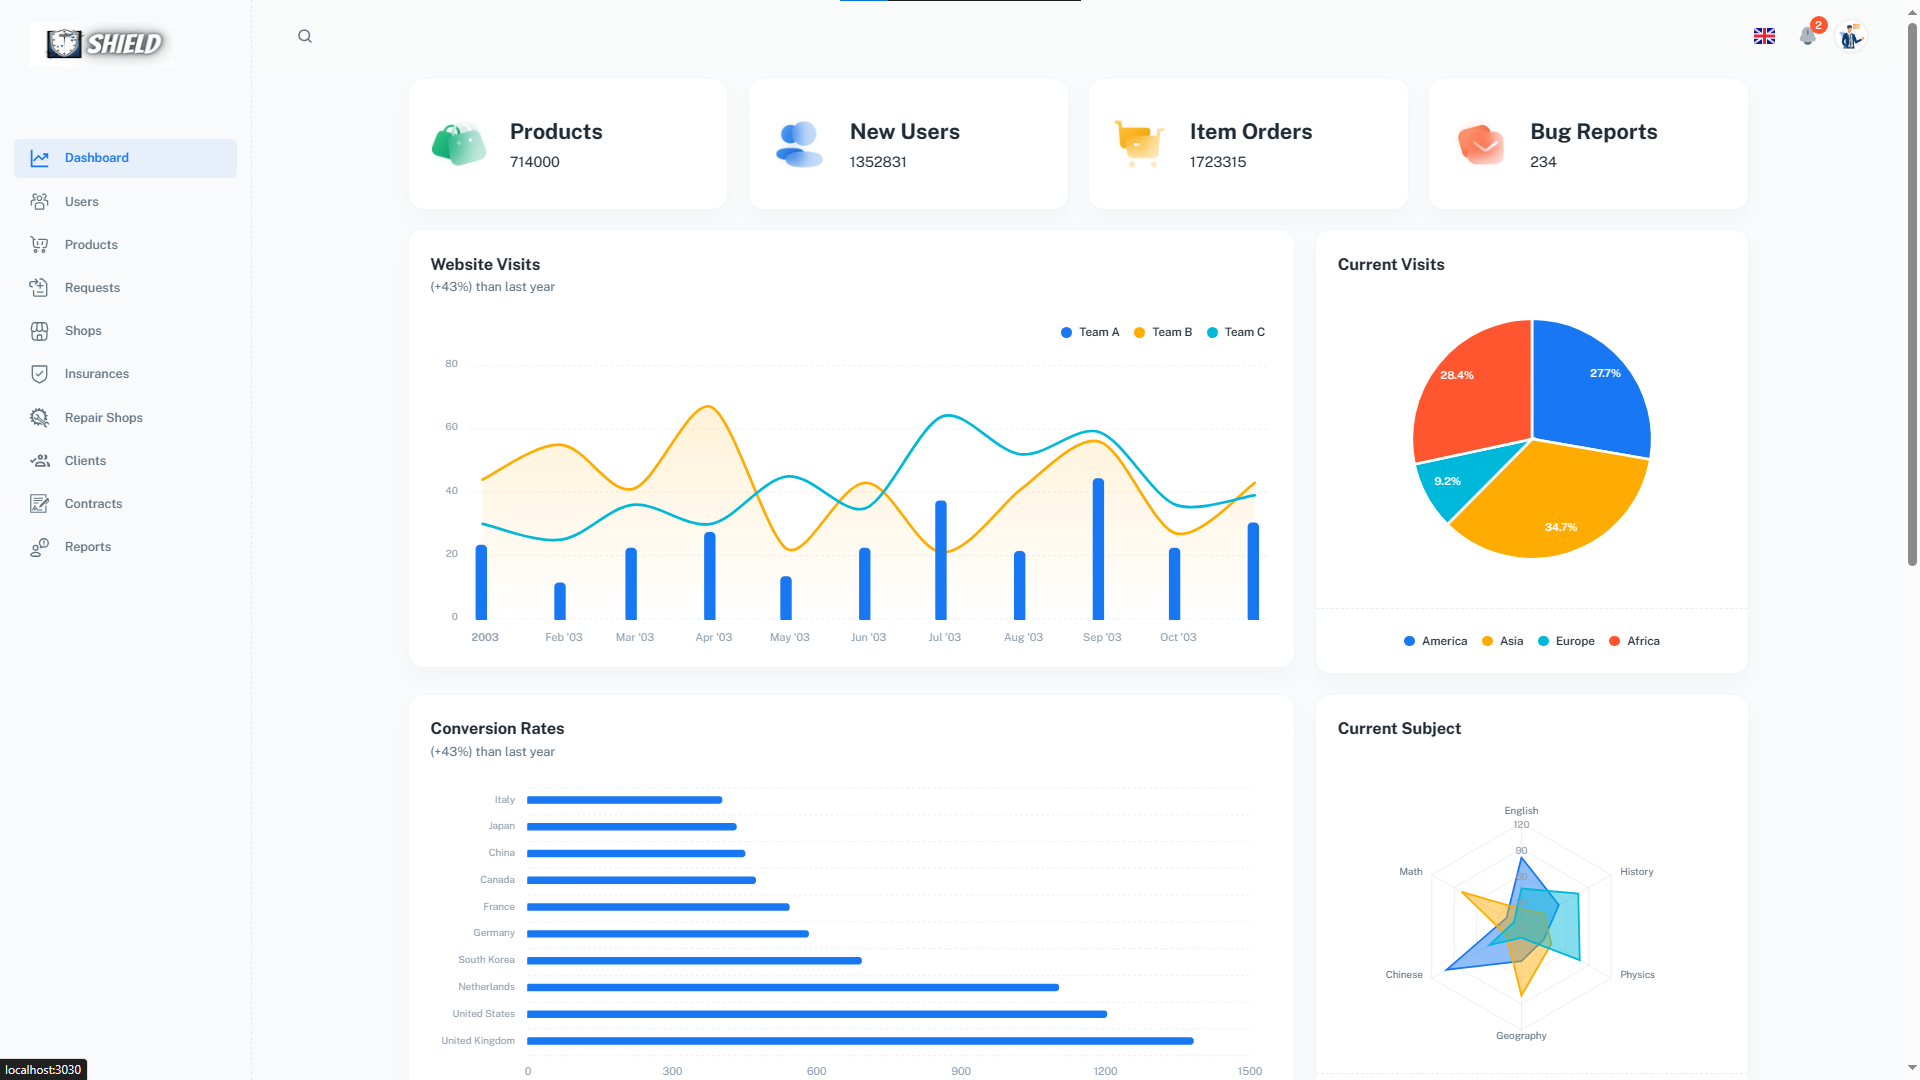 SHIELD
2
Dashboard
Users
Products
Requests
Shops
Insurances
Repair Shops
Clients
Contracts
Reports
Products
714000
New Users
1352831
Item Orders
1723315
Bug Reports
234
Website Visits
(+43%) than last year
Team A
Team B
Team C
80
60
40
20
0
2003
Feb '03
Mar '03
Apr '03
May '03
Jun '03
Jul '03
Aug '03
Sep '03
Oct '03
Current Visits
28.4%
27.7%
9.2%
34.7%
America
Asia
Europe
Africa
Conversion Rates
(+43%) than last year
Italy
Japan
China
Canada
France
Germany
South Korea
Netherlands
United States
United Kingdom
0
300
600
900
1200
1500
Current Subject
English
120
90
60
Math
History
Chinese
Physics
Geography
localhost:3030